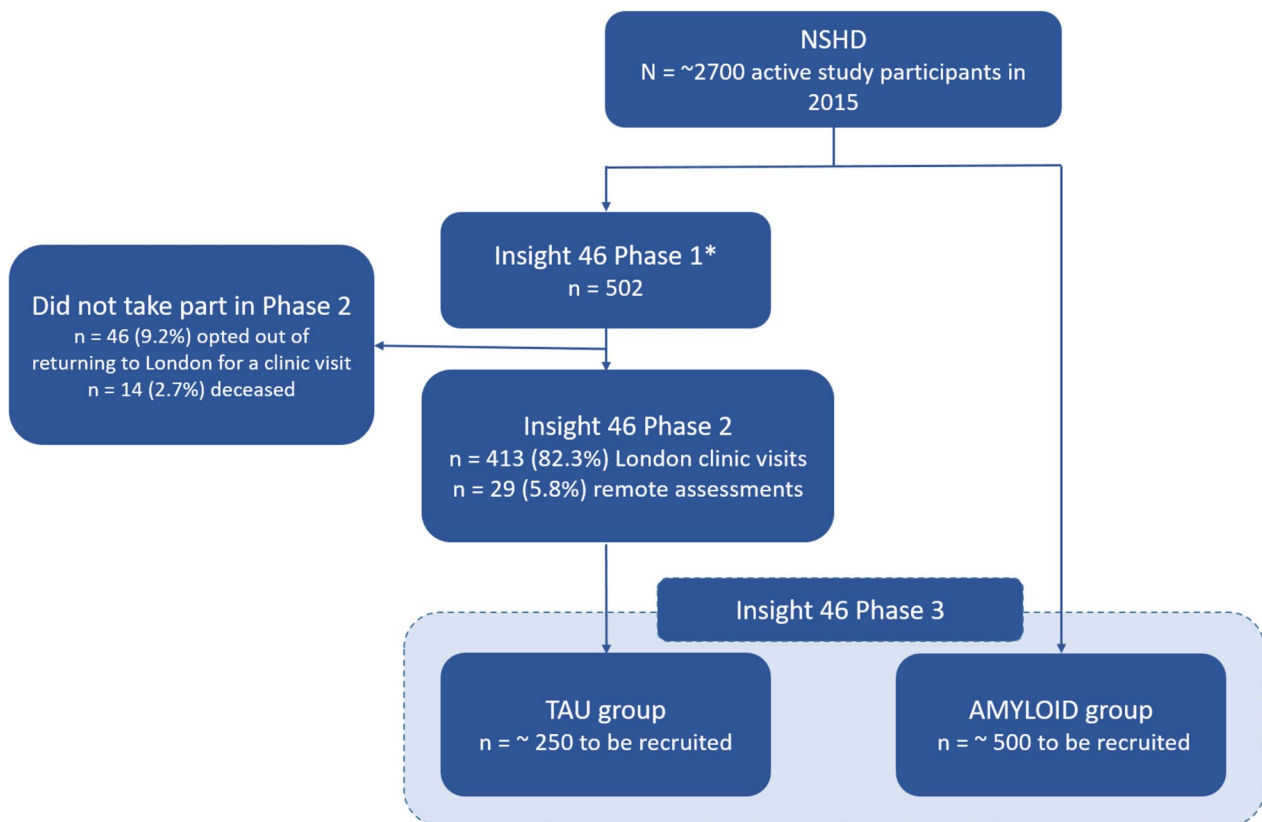 NSHD
N = ~2700 active study participants in
2015
Insight 46 Phase 1*
n = 502
Did not take part in Phase 2
n = 46 (9.2%) opted out of
returning to London for a clinic visit
n = 14 (2.7%) deceased
Insight 46 Phase 2
n = 413 (82.3%) London clinic visits
n = 29 (5.8%) remote assessments
Insight 46 Phase 3
TAU group
n = ~ 250 to be recruited
AMYLOID group
n = ~ 500 to be recruited